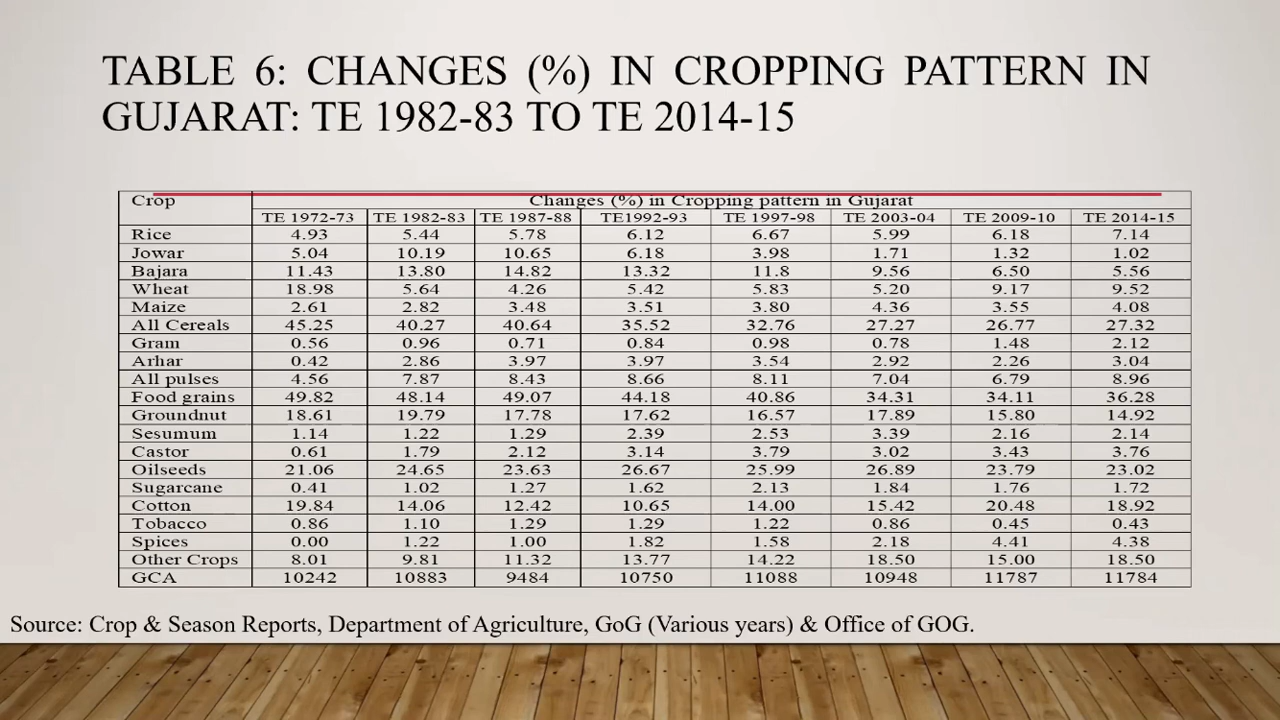 TABLE 6: CHANGES (%) IN CROPPING PATTERN IN
GUJARAT: TE 1982-83 TO TE 2014-15
Crop Changes (%) in Cropping pattern in Gujarat
TE 1972-73 TE 1982-83 TE 1987-88 TE1992-93 TE 1997-98 TE 2003-04 TE 2009-10 TE 2014-15
Rice 4.93 5.44 5.78 6.12 6.67 5.99 6.18 7.14
Jowar 5.04 10.19 10.65 6.18 3.98 1.71 1.32 1.02
Bajara 11.43 13.80 14.82 13.32 11.8 9.56 6.50 5.56
Wheat 18.98 5.64 4.26 5.42 5.83 5.20 9.17 9.52
Maize 2.61 2.82 3.48 3.51 3.80 4.36 3.55 4.08
All Cereals 45.25 40.27 40.64 35.52 32.76 27.27 26.77 27.32
Gram 0.56 0.96 0.71 0.84 0.98 0.78 1.48 2.12
Arhar 0.42 2.86 3.97 3.97 3.54 2.92 2.26 3.04
All pulses 4.56 7.87 8.43 8.66 8.11 7.04 6.79 8.96
Food grains 49.82 48.14 49.07 44.18 40.86 34.31 34.11 36.28
Groundnut 18.61 19.79 17.78 17.62 16.57 17.89 15.80 14.92
Sesumum 1.14 1.22 1.29 2.39 2.53 3.39 2.16 2.14
Castor 0.61 1.79 2.12 3.14 3.79 3.02 3.43 3.76
Oilseeds 21.06 24.65 23.63 26.67 25.99 26.89 23.79 23.02
Sugarcane 0.41 1.02 1.27 1.62 2.13 1.84 1.76 1.72
Cotton 19.84 14.06 12.42 10.65 14.00 15.42 20.48 18.92
Tobacco 0.86 1.10 1.29 1.29 1.22 0.86 0.45 0.43
Spices 0.00 1.22 1.00 1.82 1.58 2.18 4.41 4.38
Other Crops 8.01 9.81 11.32 13.77 14.22 18.50 15.00 18.50
GCA 10242 10883 9484 10750 11088 10948 11787 11784
Source: Crop & Season Reports, Department of Agriculture, GoG (Various years) & Office of GOG.